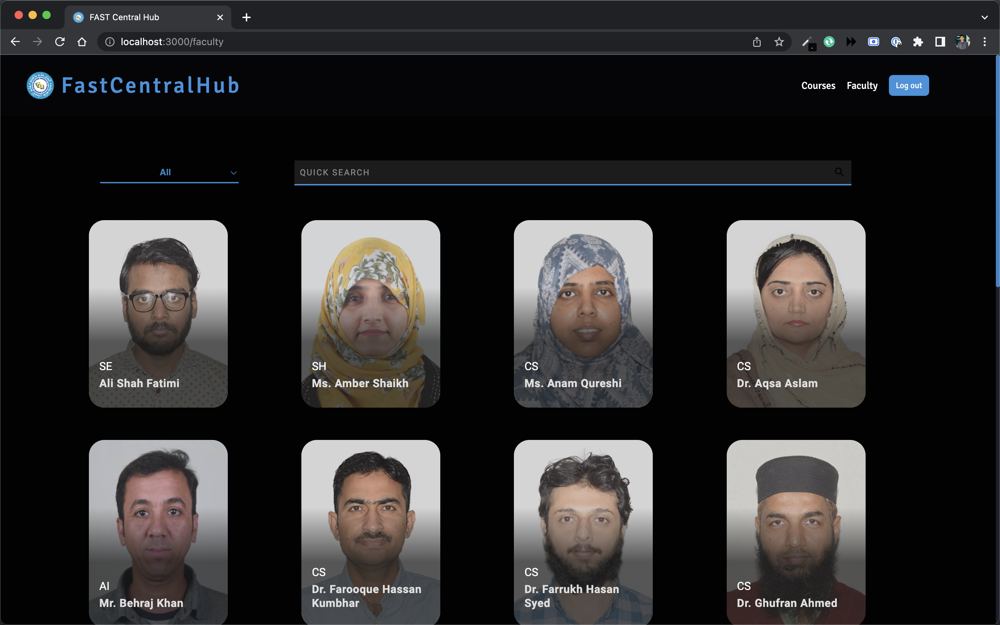 FAST Central Hub
localhost:3000/faculty
FastCentralHub
Courses Faculty Log out
All
QUICK SEARCH
SE
Ali Shah Fatimi
SH
Ms. Amber Shaikh
CS
Ms. Anam Qureshi
CS
Dr. Aqsa Aslam
AI
Mr. Behraj Khan
CS
Dr. Farooque Hassan
Kumbhar
CS
Dr. Farrukh Hasan
Syed
CS
Dr. Ghufran Ahmed